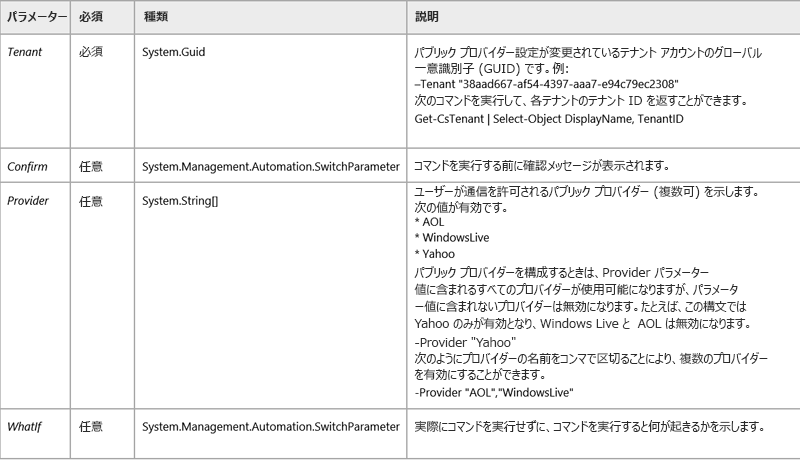 パラメーター 必須 種類 説明
Tenant 必須 System.Guid パブリック プロバイダー設定が変更されているテナント アカウントのグローバル
一意識別子 (GUID) です。例:
–Tenant "38aad667-af54-4397-aaa7-e94c79ec2308"
次のコマンドを実行して、各テナントのテナント ID を返すことができます。
Get-CsTenant | Select-Object DisplayName, TenantID
Confirm 任意 System.Management.Automation.SwitchParameter コマンドを実行する前に確認メッセージが表示されます。
Provider 任意 System.String[] ユーザーが通信を許可されるパブリック プロバイダー (複数可) を示します。
次の値が有効です。
* AOL
* WindowsLive
* Yahoo
パブリック プロバイダーを構成するときは、Provider パラメーター
値に含まれるすべてのプロバイダーが使用可能になりますが、パラメータ
ー値に含まれないプロバイダーは無効になります。たとえば、この構文では
Yahoo のみが有効となり、Windows Live と AOL は無効になります。
-Provider "Yahoo"
次のようにプロバイダーの名前をコンマで区切ることにより、複数のプロバイダー
を有効にすることができます。
-Provider "AOL","WindowsLive"
WhatIf 任意 System.Management.Automation.SwitchParameter 実際にコマンドを実行せずに、コマンドを実行すると何が起きるかを示します。